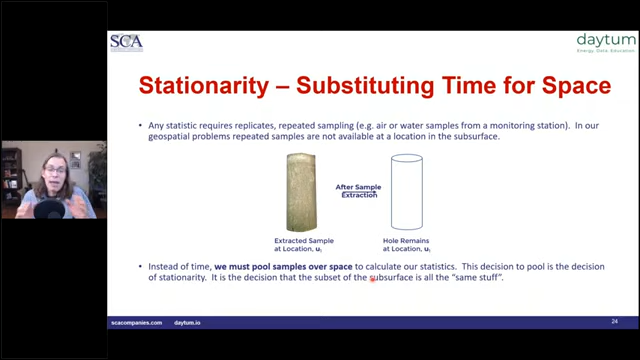 SCA
daytum
Energy. Data. Education
Stationarity – Substituting Time for Space
• Any statistic requires replicates, repeated sampling (e.g. air or water samples from a monitoring station). In our
geospatial problems repeated samples are not available at a location in the subsurface.
After Sample
Extraction
Extracted Sample
at Location, u
Hole Remains
at Location, u
• Instead of time, we must pool samples over space to calculate our statistics. This decision to pool is the decision
of stationarity. It is the decision that the subset of the subsurface is all the “same stuff”.
scacompanies.com daytum.io
24